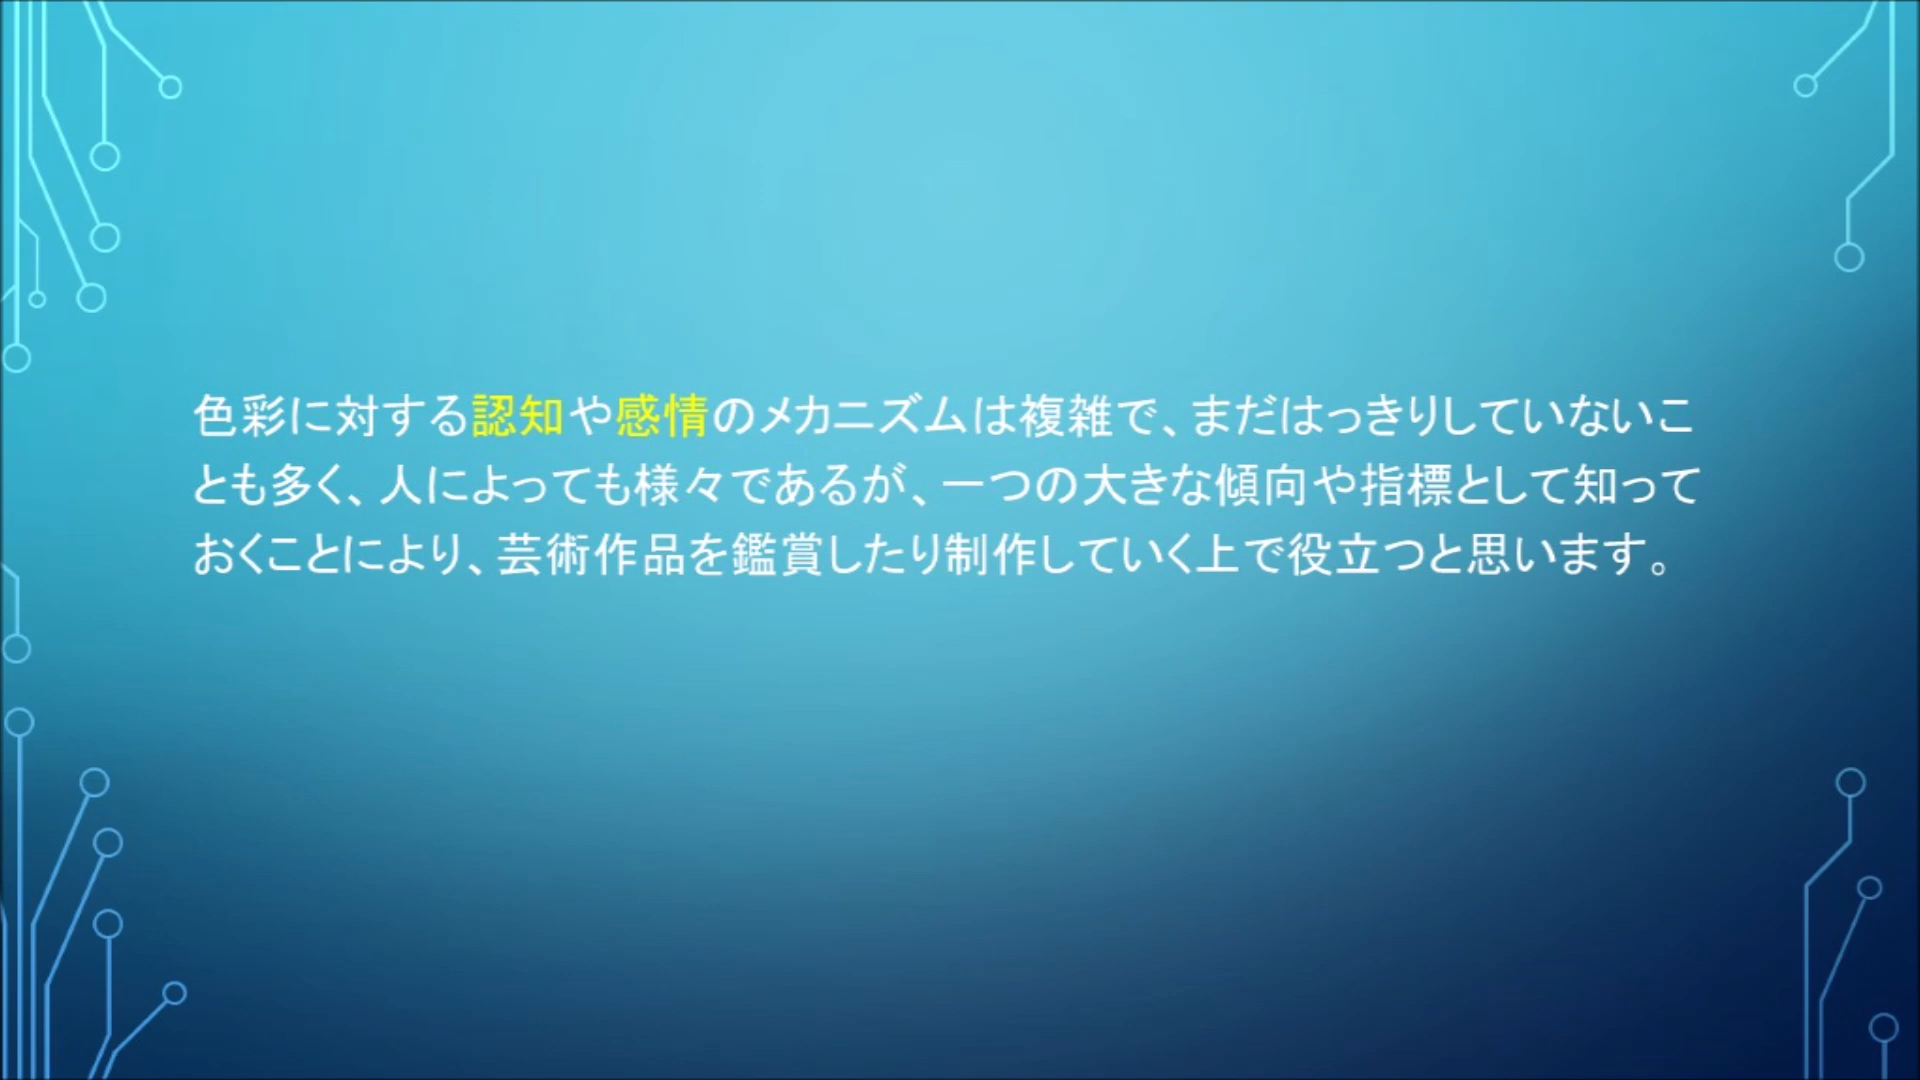 色彩に対する認知や感情のメカニズムは複雑で、まだはっきりしていないこ
とも多く、人によっても様々であるが、一つの大きな傾向や指標として知って
おくことにより、芸術作品を鑑賞したり制作していく上で役立つと思います。